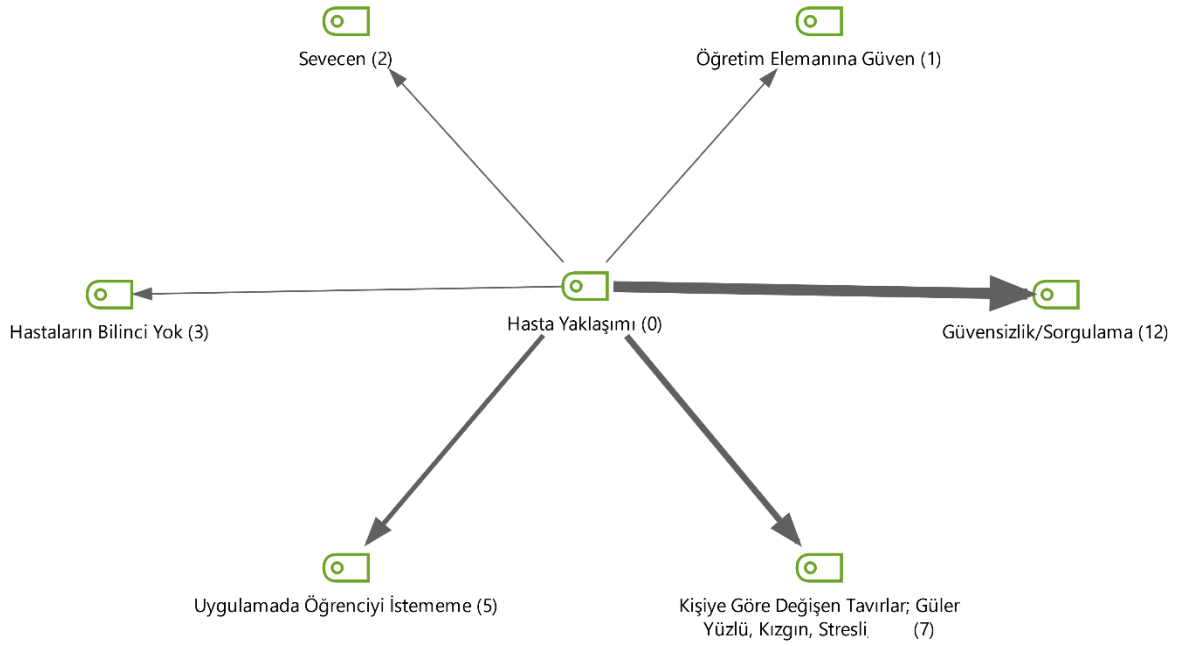 Sevecen (2)
Öğretim Elemanına Güven (1)
Hastaların Bilinci Yok (3)
Hasta Yaklaşımı (0)
Güvensizlik/Sorgulama (12)
Uygulamada Öğrenciyi İstememe (5)
Kişiye Göre Değişen Tavırlar; Güler
Yüzlü, Kızgın, Stresli (7)